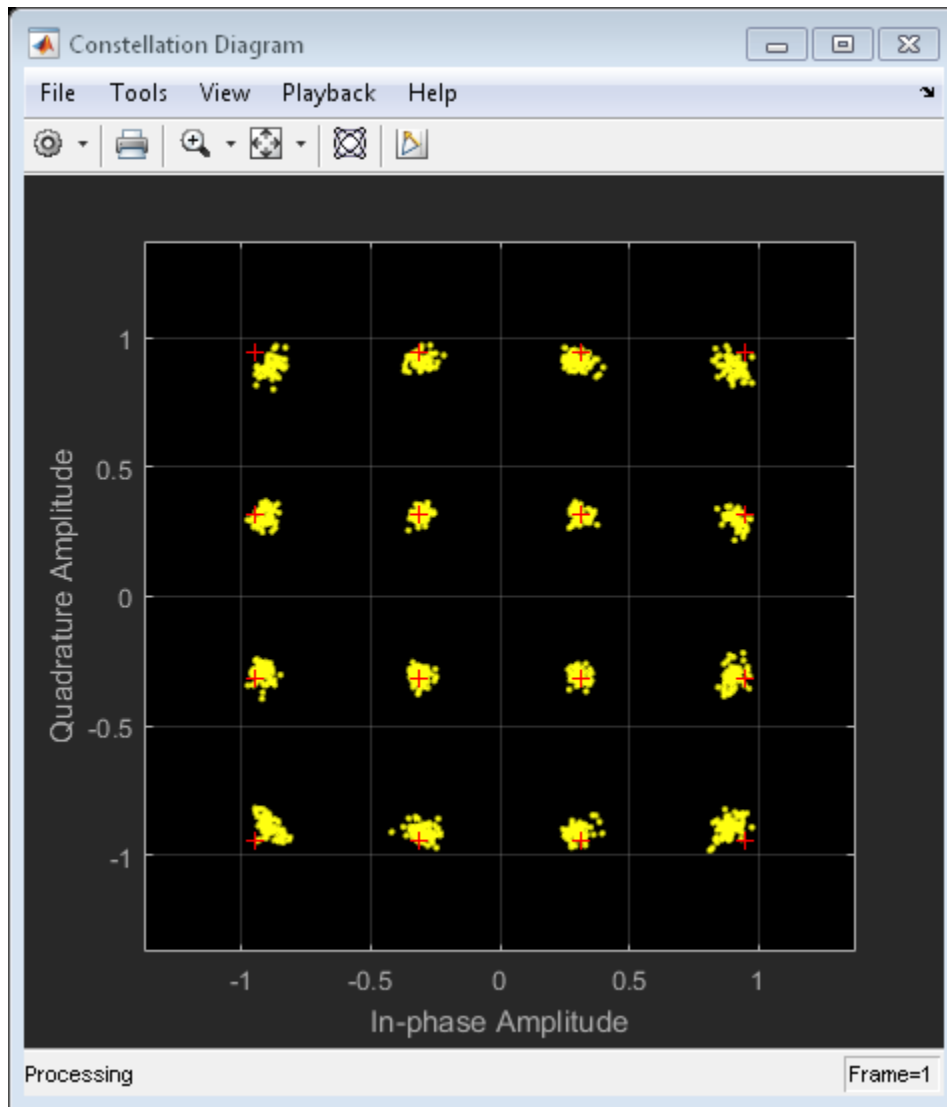 Constellation Diagram
File Tools View Playback Help
1
0.5
0
-0.5
-1
Quadrature Amplitude
-1 -0.5 0 0.5 1
In-phase Amplitude
Processing Frame=1